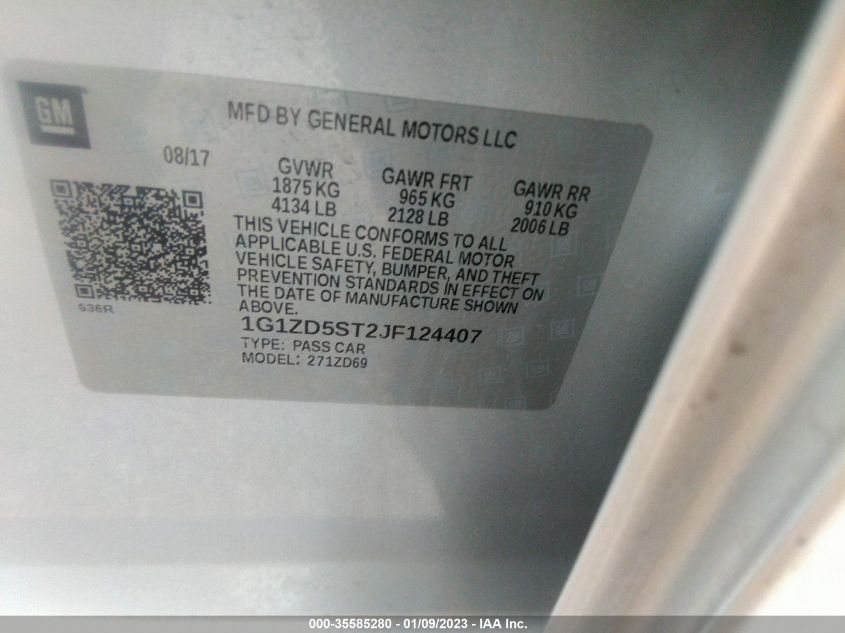 GM
MFD BY GENERAL MOTORS LLC
08/17
GVWR
1875 KG
4134 LB
GAWR FRT
965 KG
2128 LB
GAWR RR
910 KG
2006 LB
THIS VEHICLE CONFORMS TO ALL
APPLICABLE U.S. FEDERAL MOTOR
VEHICLE SAFETY, BUMPER, AND THEFT
PREVENTION STANDARDS IN EFFECT ON
THE DATE OF MANUFACTURE SHOWN
ABOVE.
636R
1G1ZD5ST2JF124407
TYPE: PASS CAR
MODEL: 271ZD69
000-35585280 - 01/09/2023 - IAA Inc.